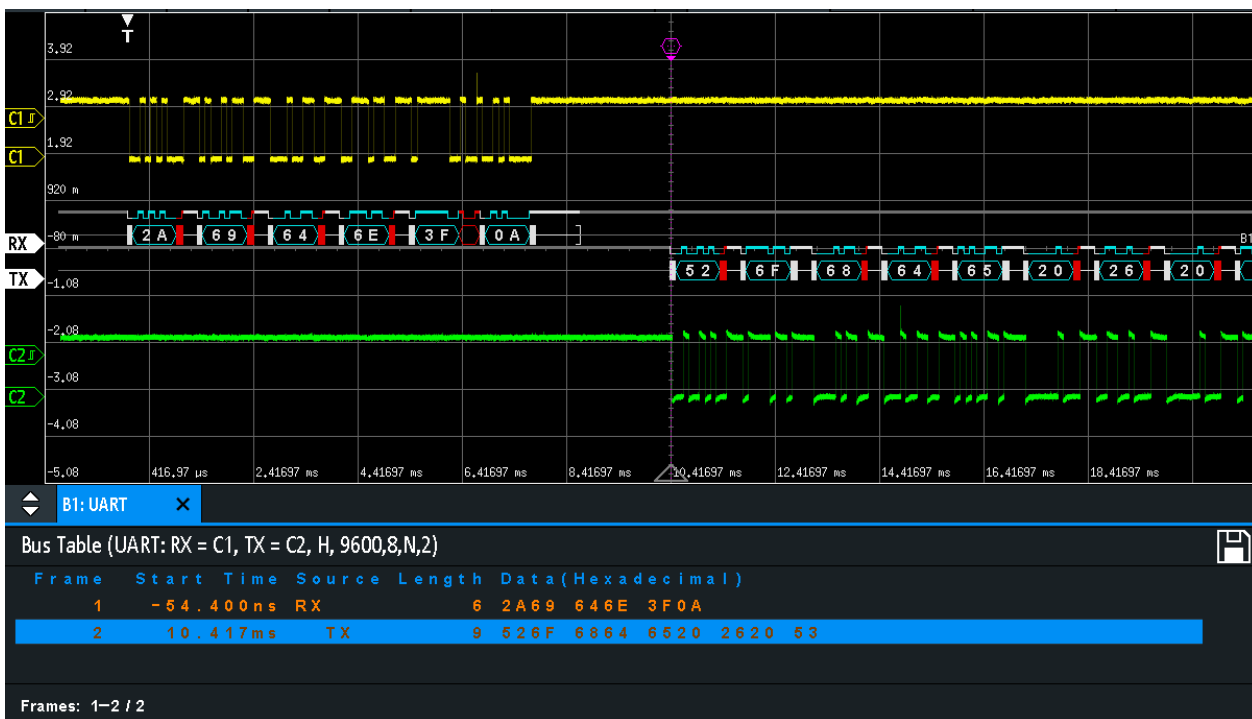 T
3.92
2.92
C1
1.92
C1
920 m
2A 69 64 6E 3F 0A
RX
-80 m
B1
52 6F 68 64 65 20 26 20
TX
-1.08
-2.08
C2
-3.08
C2
-4.08
-5.08 416.97 µs 2.41697 ms 4.41697 ms 6.41697 ms 8.41697 ms 10.41697 ms 12.41697 ms 14.41697 ms 16.41697 ms 18.41697 ms
B1: UART ×
Bus Table (UART: RX = C1, TX = C2, H, 9600,8,N,2)
Frame Start Time Source Length Data(Hexadecimal)
1 -54.400ns RX 6 2A69 646E 3F0A
2 10.417ms TX 9 526F 6864 6520 2620 53
Frames: 1-2 / 2